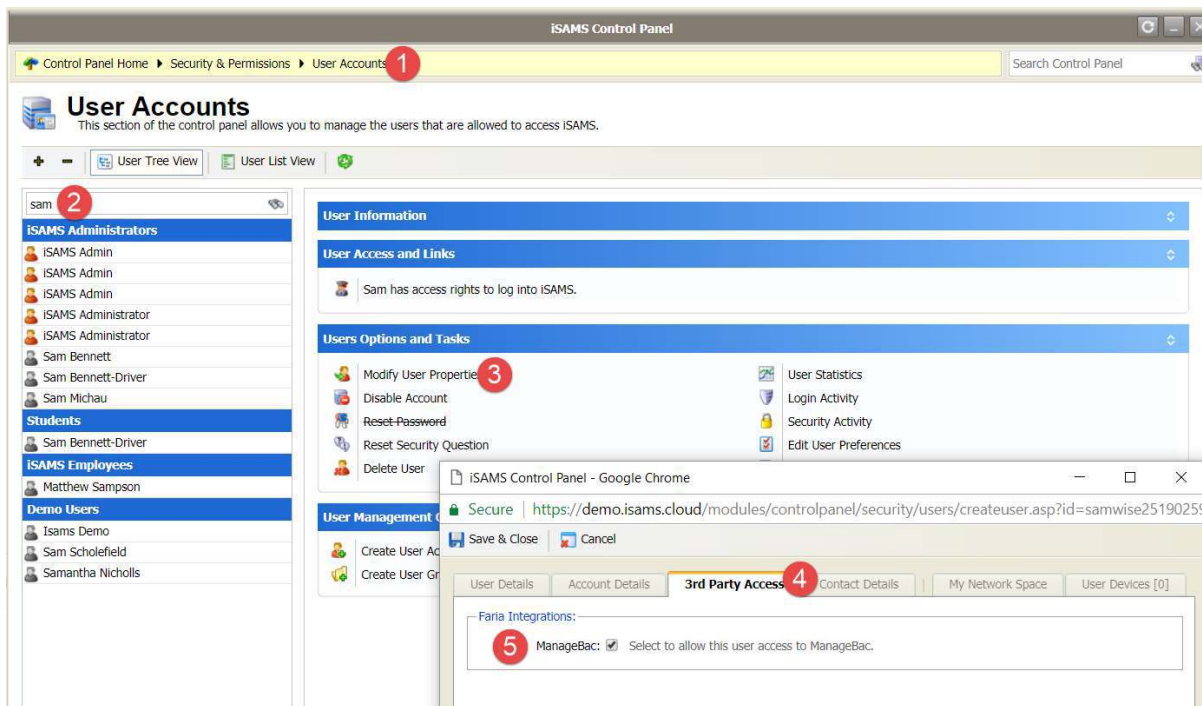 iSAMS Control Panel
Control Panel Home ▶ Security & Permissions ▶ User Accounts 1
Search Control Panel
User Accounts
This section of the control panel allows you to manage the users that are allowed to access iSAMS.
User Tree View
User List View
sam 2
iSAMS Administrators
iSAMS Admin
iSAMS Admin
iSAMS Admin
iSAMS Administrator
iSAMS Administrator
Sam Bennett
Sam Bennett-Driver
Sam Michau
Students
Sam Bennett-Driver
iSAMS Employees
Matthew Sampson
Demo Users
Isams Demo
Sam Scholefield
Samantha Nicholls
User Information
User Access and Links
Sam has access rights to log into iSAMS.
Users Options and Tasks
Modify User Propertie 3
Disable Account
Reset Password
Reset Security Question
Delete User
User Statistics
Login Activity
Security Activity
Edit User Preferences
User Management
Create User Ac
Create User Gr
iSAMS Control Panel - Google Chrome
Secure | https://demo.isams.cloud/modules/controlpanel/security/users/createuser.asp?id=samwise25190259
Save & Close
Cancel
User Details
Account Details
3rd Party Access 4
Contact Details
My Network Space
User Devices [0]
Faria Integrations:
5 ManageBac: Select to allow this user access to ManageBac.